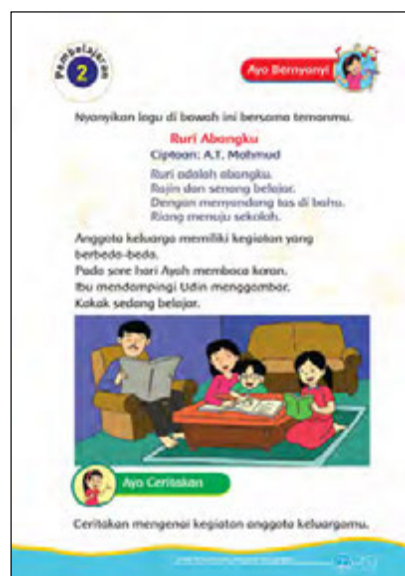 Pembelajaran
2
Ayo Bernyanyi
Nyanyikan lagu di bawah ini bersama temanmu.
Ruri Abangku
Ciptaan: A.T. Mahmud
Ruri adalah abangku.
Rajin dan senang belajar.
Dengan menyandang tas di bahu.
Riang menuju sekolah.
Anggota keluarga memiliki kegiatan yang
berbeda-beda.
Pada sore hari Ayah membaca koran.
Ibu mendampingi Udin menggambar.
Kakak sedang belajar.
Ayo Ceritakan
Ceritakan mengenai kegiatan anggota keluargamu.